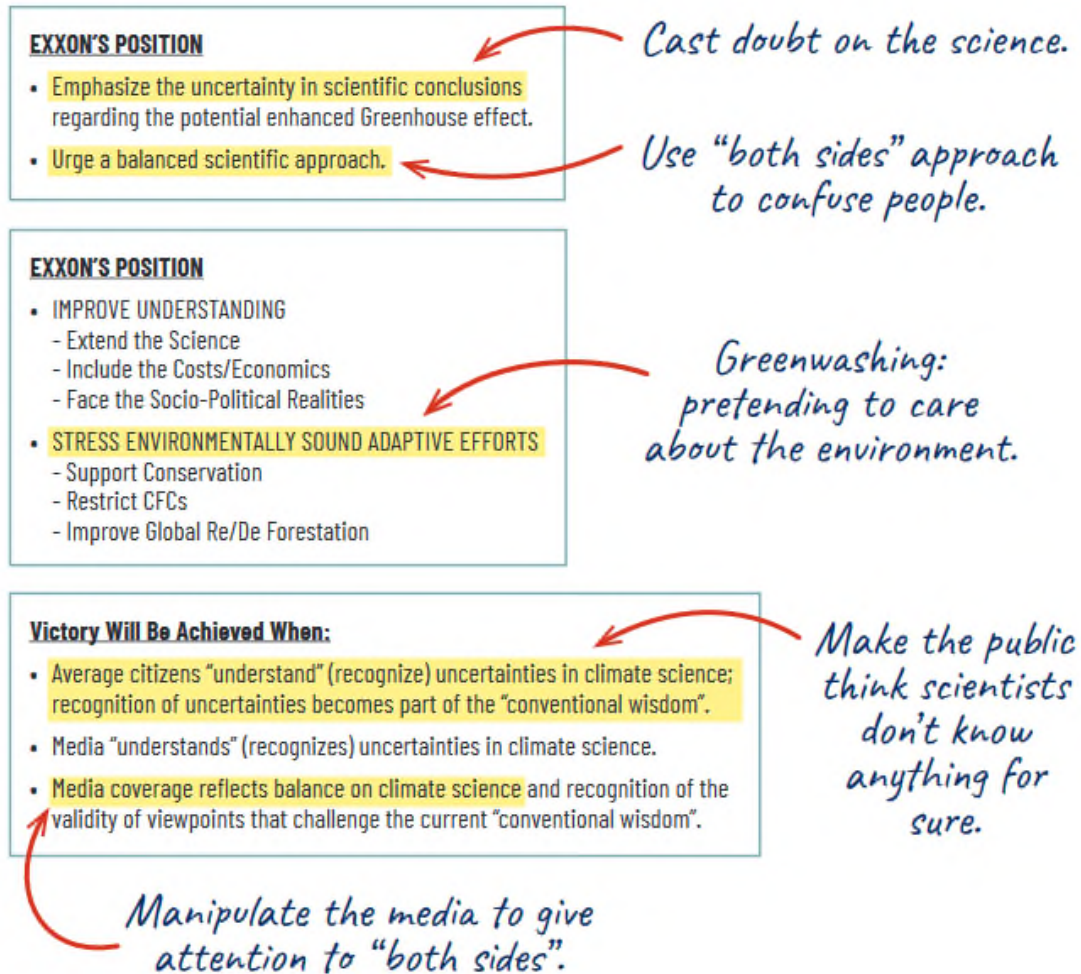 EXXON'S POSITION
• Emphasize the uncertainty in scientific conclusions
regarding the potential enhanced Greenhouse effect.
• Urge a balanced scientific approach.
Cast doubt on the science.
Use “both sides” approach
to confuse people.
EXXON'S POSITION
• IMPROVE UNDERSTANDING
- Extend the Science
- Include the Costs/Economics
- Face the Socio-Political Realities
• STRESS ENVIRONMENTALLY SOUND ADAPTIVE EFFORTS
- Support Conservation
- Restrict CFCs
- Improve Global Re/De Forestation
Greenwashing:
pretending to care
about the environment.
Victory Will Be Achieved When:
• Average citizens “understand” (recognize) uncertainties in climate science;
recognition of uncertainties becomes part of the “conventional wisdom”.
• Media “understands” (recognizes) uncertainties in climate science.
• Media coverage reflects balance on climate science and recognition of the
validity of viewpoints that challenge the current “conventional wisdom”.
Make the public
think scientists
don't know
anything for
sure.
Manipulate the media to give
attention to “both sides”.